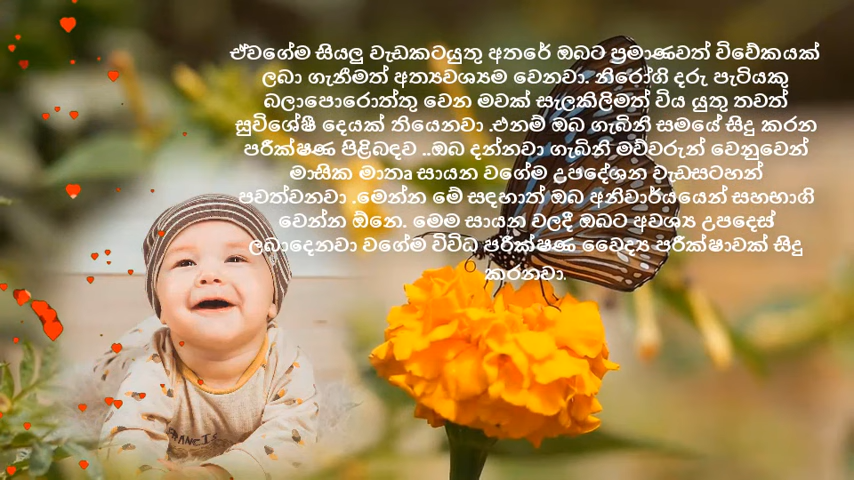 ඒවගේම සියලු වැඩකටයුතු අතරේ ඔබට ප්‍රමාණවත් විවේකයක්
ලබා ගැනීමත් අත්‍යවශ්‍යම වෙනවා. නිරෝගි දරු පැටියකු
බලාපොරොත්තු වෙන මවක් සැලකිලිමත් විය යුතු තවත්
සුවිශේෂී දෙයක් තියෙනවා .එනම් ඔබ ගැබිනි සමයේ සිදු කරන
පරීක්ෂණ පිළිබඳව ..ඔබ දන්නවා ගැබිනි මව්වරුන් වෙනුවෙන්
මාසික මාතෘ සායන වගේම උපදේශන වැඩසටහන්
පවත්වනවා .මෙන්න මේ සඳහාත් ඔබ අනිවාර්යයෙන් සහභාගි
වෙන්න ඕනෙ. මෙම සායන වලදී ඔබට අවශ්‍ය උපදෙස්
ලබාදෙනවා වගේම විවිධ පරීක්ෂණ වෛද්‍ය පරීක්ෂාවක් සිදු
කරනවා.